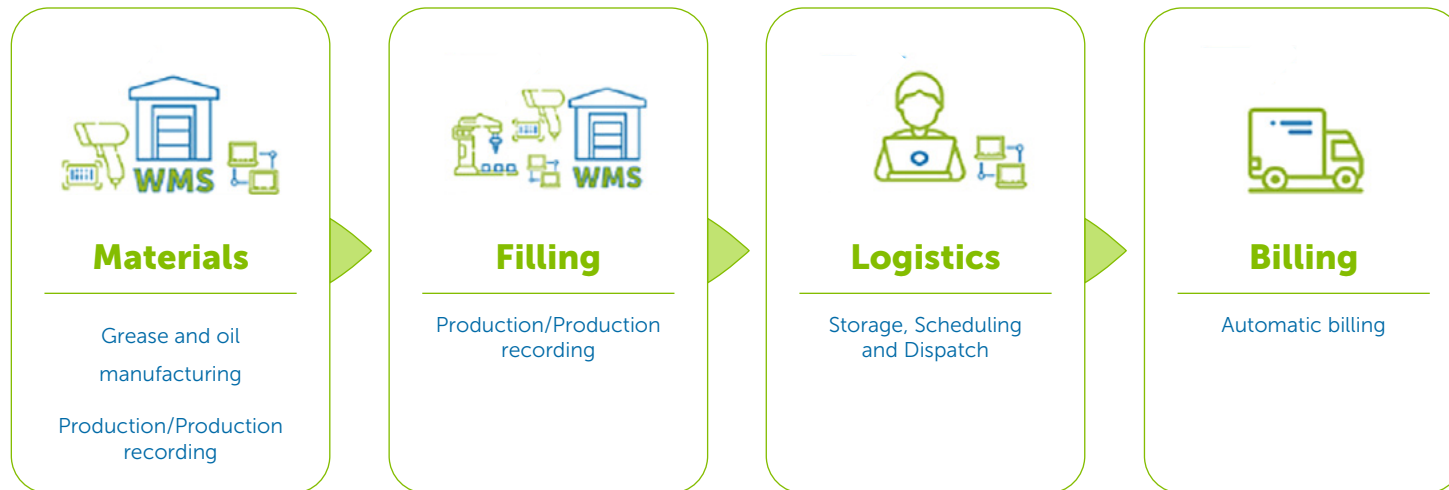 WMS
Materials
Grease and oil
manufacturing
Production/Production
recording
WMS
Filling
Production/Production
recording
Logistics
Storage, Scheduling
and Dispatch
Billing
Automatic billing